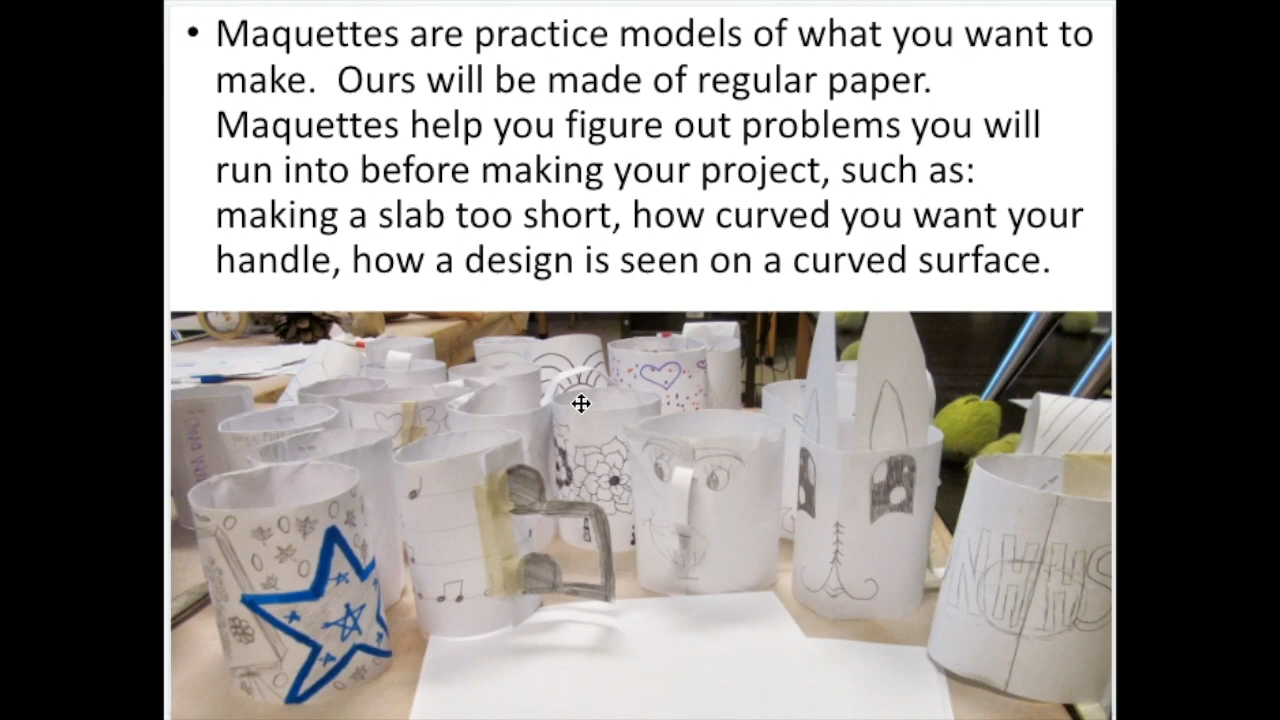 • Maquettes are practice models of what you want to
make.  Ours will be made of regular paper.
Maquettes help you figure out problems you will
run into before making your project, such as:
making a slab too short, how curved you want your
handle, how a design is seen on a curved surface.
NHHS